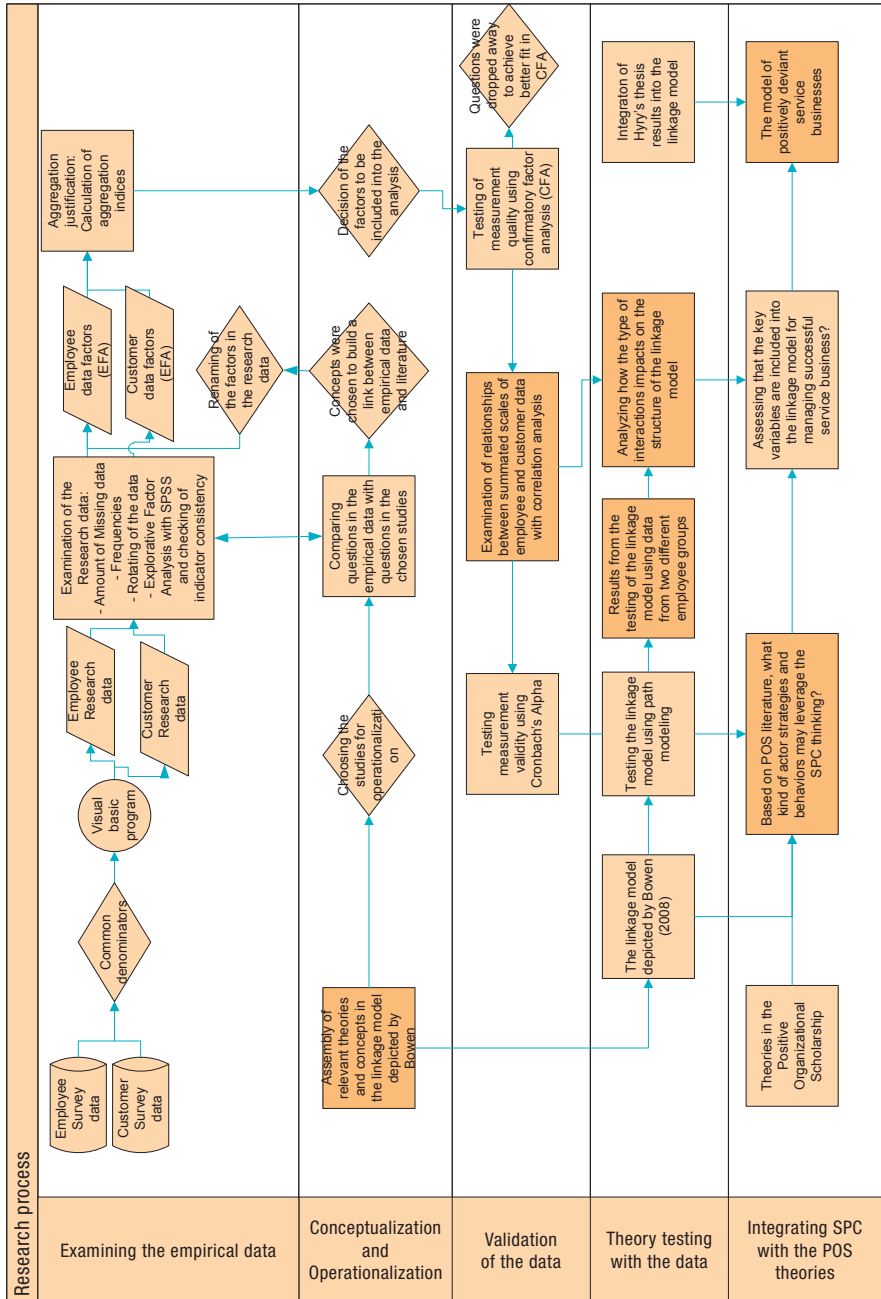 Research process
Examining the empirical data
Employee
Survey
data
Customer
Survey
data
Common
denominators
Visual
basic
program
Employee
Research
data
Customer
Research
data
Examination of the
Research data:
- Amount of Missing data
- Frequencies
- Rotating of the data
- Explorative Factor
Analysis with SPSS
and checking of
indicator consistency
Employee
data factors
(EFA)
Customer
data factors
(EFA)
Aggregation
justification:
Calculation of
aggregation
indices
Renaming of
the factors in
the research
data
Conceptualization
and
Operationalization
Assembly of
relevant theories
and concepts in
the linkage model
depicted by
Bowen
Choosing the
studies for
operationalizati
on
Comparing
questions in the
empirical data with
questions in the
chosen studies
Concepts were
chosen to build a
link between
empirical data
and literature
Decision of the
factors to be
included into the
analysis
Validation
of the data
Testing
measurement
validity using
Cronbach's Alpha
Examination of relationships
between summated scales of
employee and customer data
with correlation analysis
Testing of
measurement
quality using
confirmatory factor
analysis (CFA)
Questions were
dropped away
to achieve
better fit in
CFA
Theory testing
with the data
The linkage model
depicted by Bowen
(2008)
Testing the linkage
model using path
modeling
Results from the
testing of the linkage
model using data
from two different
employee groups
Analyzing how the type of
interactions impacts on the
structure of the linkage
model
Integraton of
Hyry's thesis
results into the
linkage model
Integrating SPC
with the POS
theories
Theories in the
Positive
Organizational
Scholarship
Based on POS literature, what
kind of actor strategies and
behaviors may leverage the
SPC thinking?
Assessing that the key
variables are included into
the linkage model for
managing successful
service business?
The model of
positively deviant
service
businesses